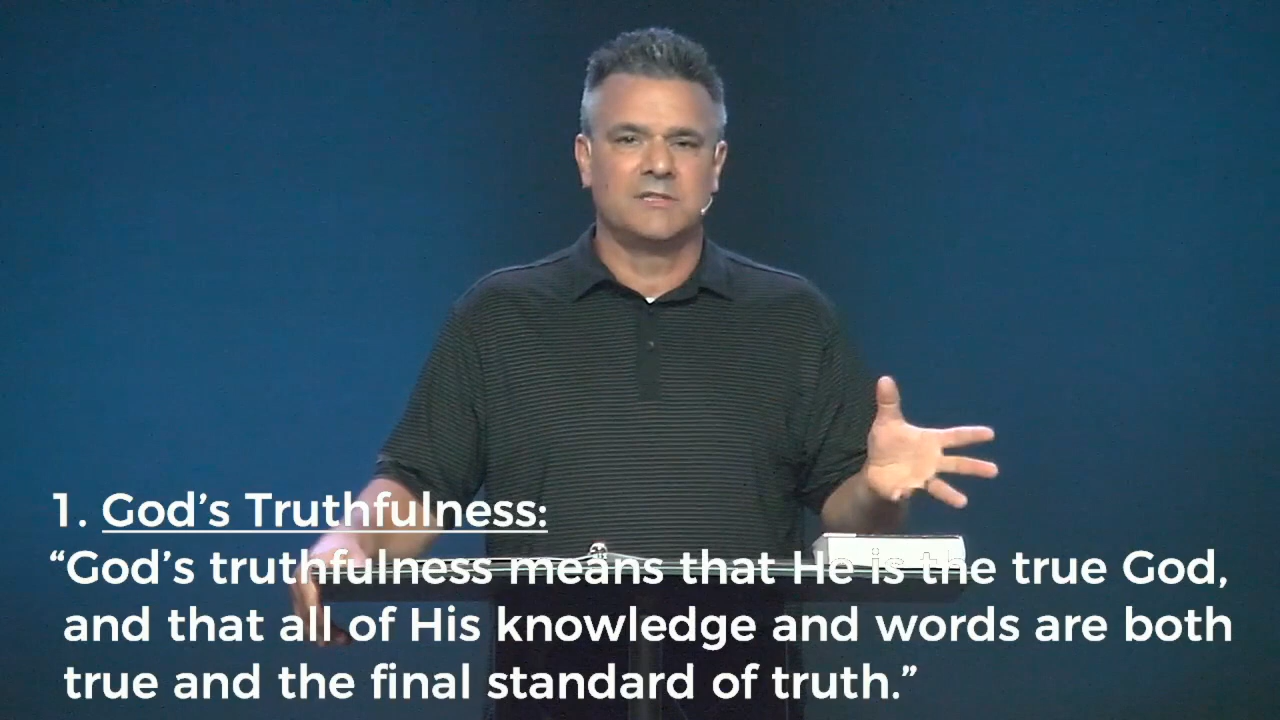 1. God’s Truthfulness:
“God’s truthfulness means that He is the true God,
and that all of His knowledge and words are both
true and the final standard of truth.”